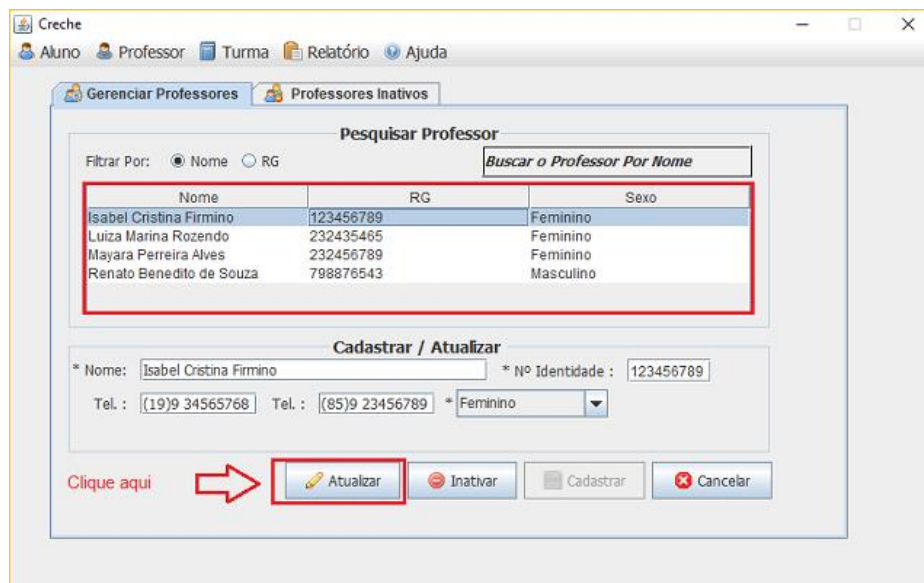 Creche
Aluno Professor Turma Relatório Ajuda
Gerenciar Professores Professores Inativos
Pesquisar Professor
Filtrar Por: Nome RG Buscar o Professor Por Nome
Nome RG Sexo
Isabel Cristina Firmino 123456789 Feminino
Luiza Marina Rozendo 232435465 Feminino
Mayara Perreira Alves 232456789 Feminino
Renato Benedito de Souza 798876543 Masculino
Cadastrar / Atualizar
* Nome: Isabel Cristina Firmino * Nº Identidade : 123456789
Tel. : (19)9 34565768 Tel. : (85)9 23456789 * Feminino
Clique aqui Atualizar Inativar Cadastrar Cancelar